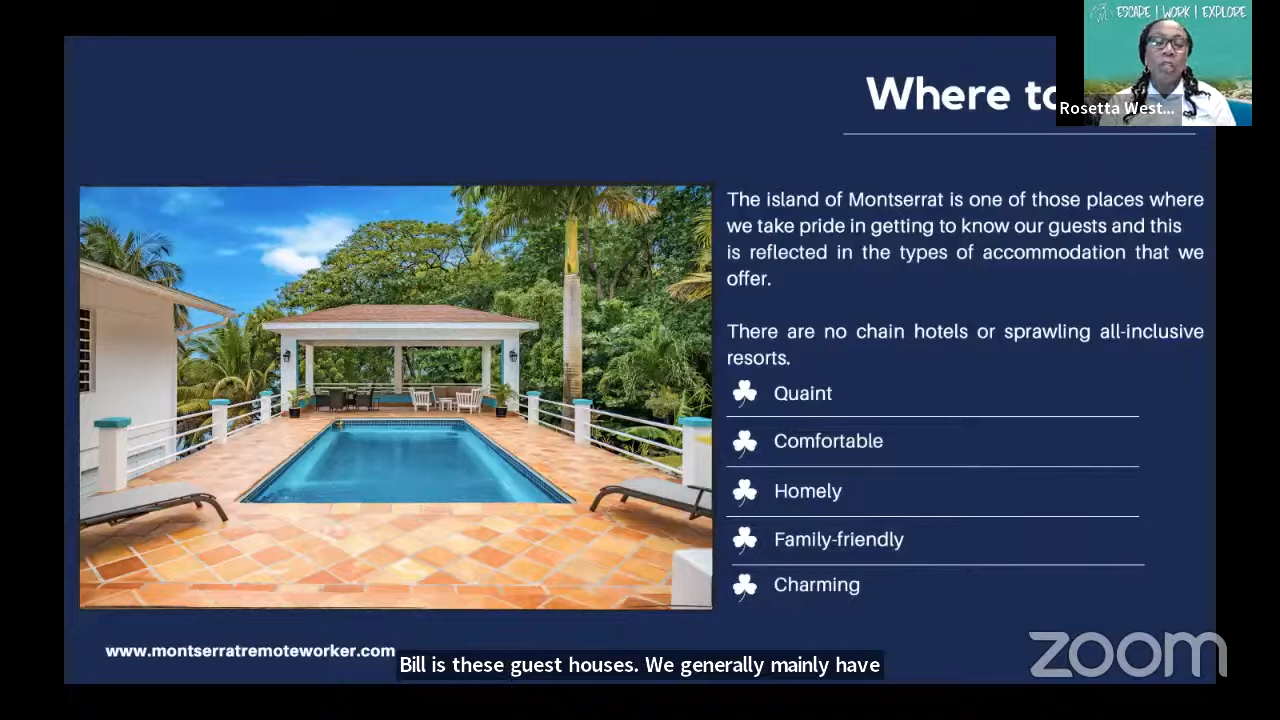 ESCAPE | WORK | EXPLORE
Rosetta West...
Where to
The island of Montserrat is one of those places where
we take pride in getting to know our guests and this
is reflected in the types of accommodation that we
offer.
There are no chain hotels or sprawling all-inclusive
resorts.
Quaint
Comfortable
Homely
Family-friendly
Charming
www.montserratremoteworker.com
Bill is these guest houses. We generally mainly have
zoom